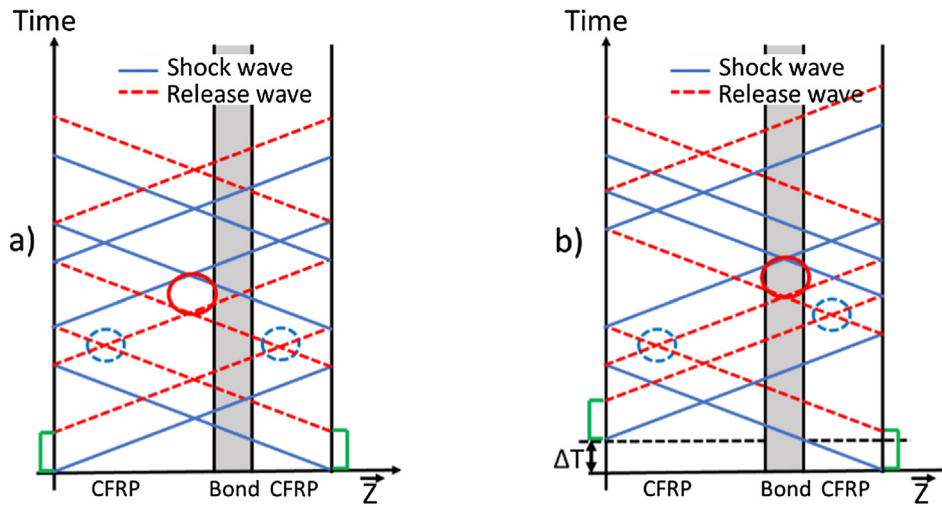 Time
Shock wave
Release wave
a)
CFRP
Bond
CFRP
Z
Time
Shock wave
Release wave
b)
ΔT
CFRP
Bond
CFRP
Z